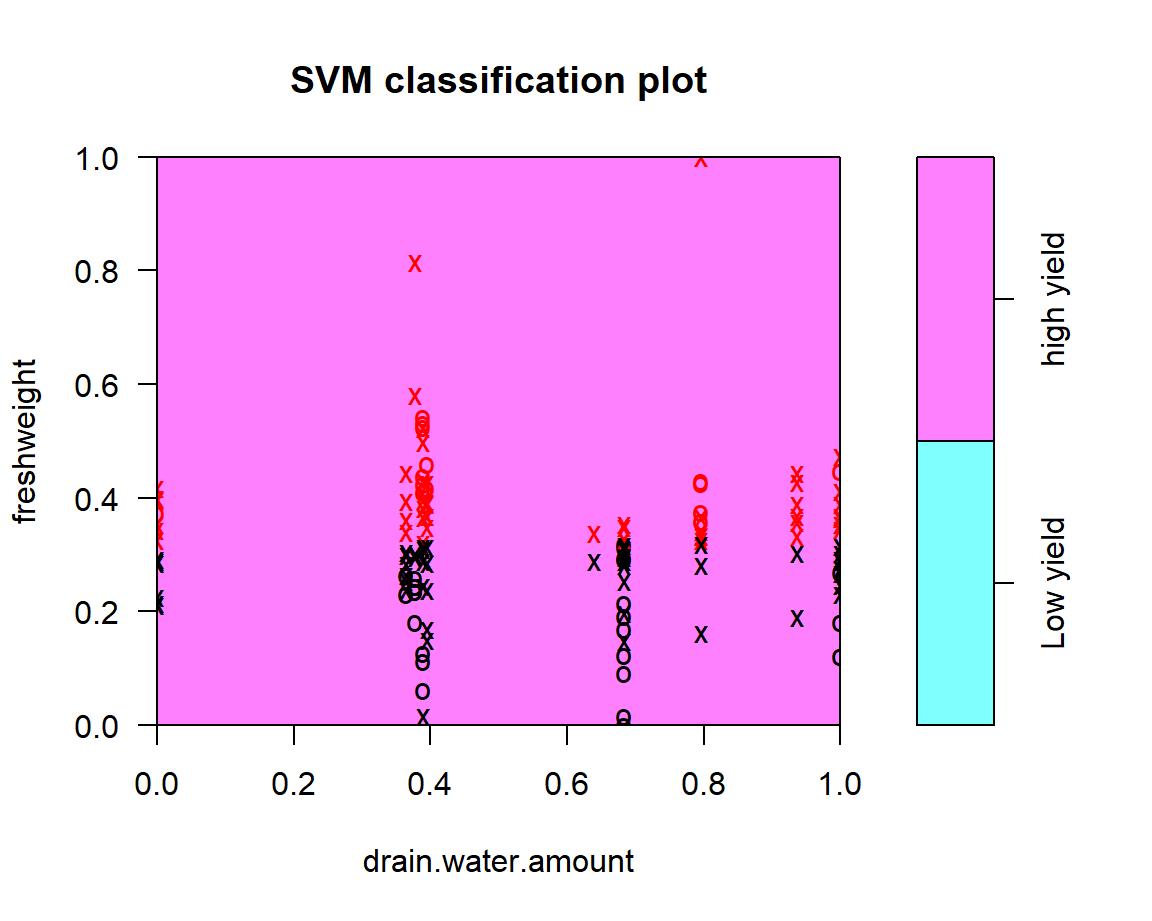 SVM classification plot
1.0
0.8
0.6
0.4
0.2
0.0
freshweight
0.0 0.2 0.4 0.6 0.8 1.0
drain.water.amount
high yield
Low yield